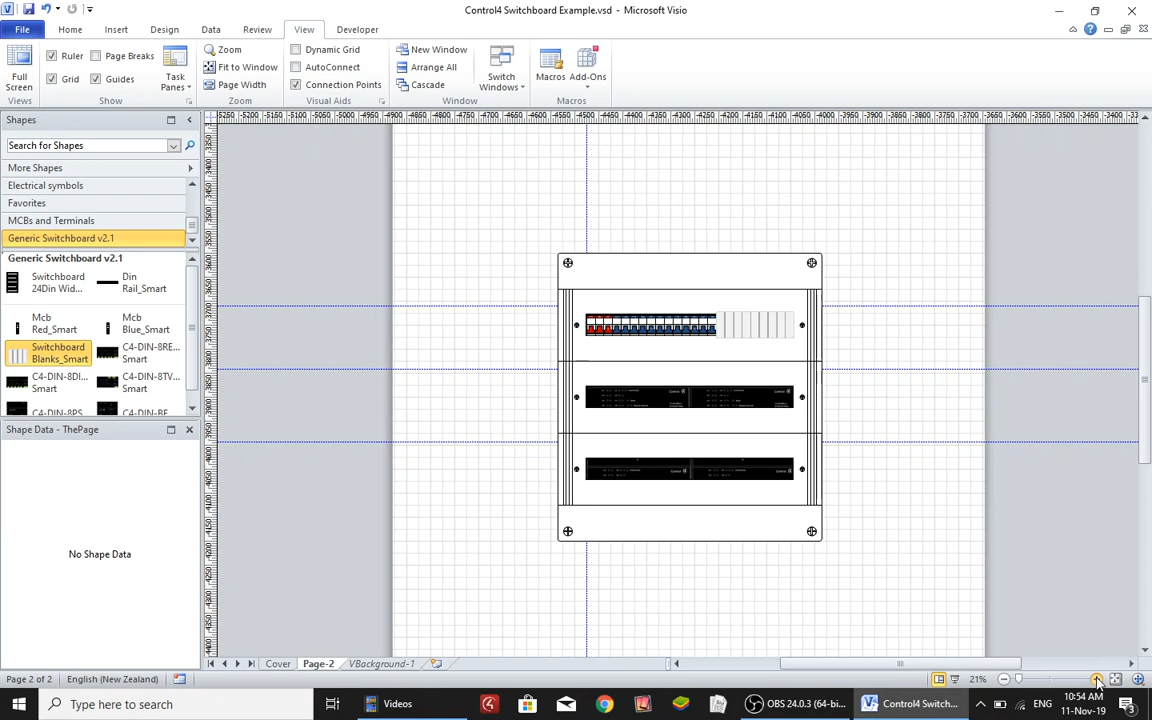 Control4 Switchboard Example.vsd - Microsoft Visio
File Home Insert Design Data Review View Developer
Full Screen
Views
Ruler Page Breaks
Grid Guides
Task Panes
Show
Zoom
Fit to Window
Page Width
Zoom
Dynamic Grid
AutoConnect
Connection Points
Visual Aids
New Window
Arrange All
Cascade
Switch Windows
Window
Macros Add-Ons
Macros
Shapes
Search for Shapes
More Shapes
Electrical symbols
Favorites
MCBs and Terminals
Generic Switchboard v2.1
Generic Switchboard v2.1
Switchboard 24Din Wid...
Din Rail_Smart
Mcb Red_Smart
Mcb Blue_Smart
Switchboard Blanks_Smart
C4-DIN-8RE... Smart
C4-DIN-8DI... Smart
C4-DIN-8TV... Smart
C4-DIN-8PS
C4-DIN-BE
Shape Data - ThePage
No Shape Data
Cover Page-2 VBackground-1
Page 2 of 2 English (New Zealand) 21%
Type here to search
Videos
OBS 24.0.3 (64-bi...
Control4 Switch...
ENG
10:54 AM
11-Nov-19
3